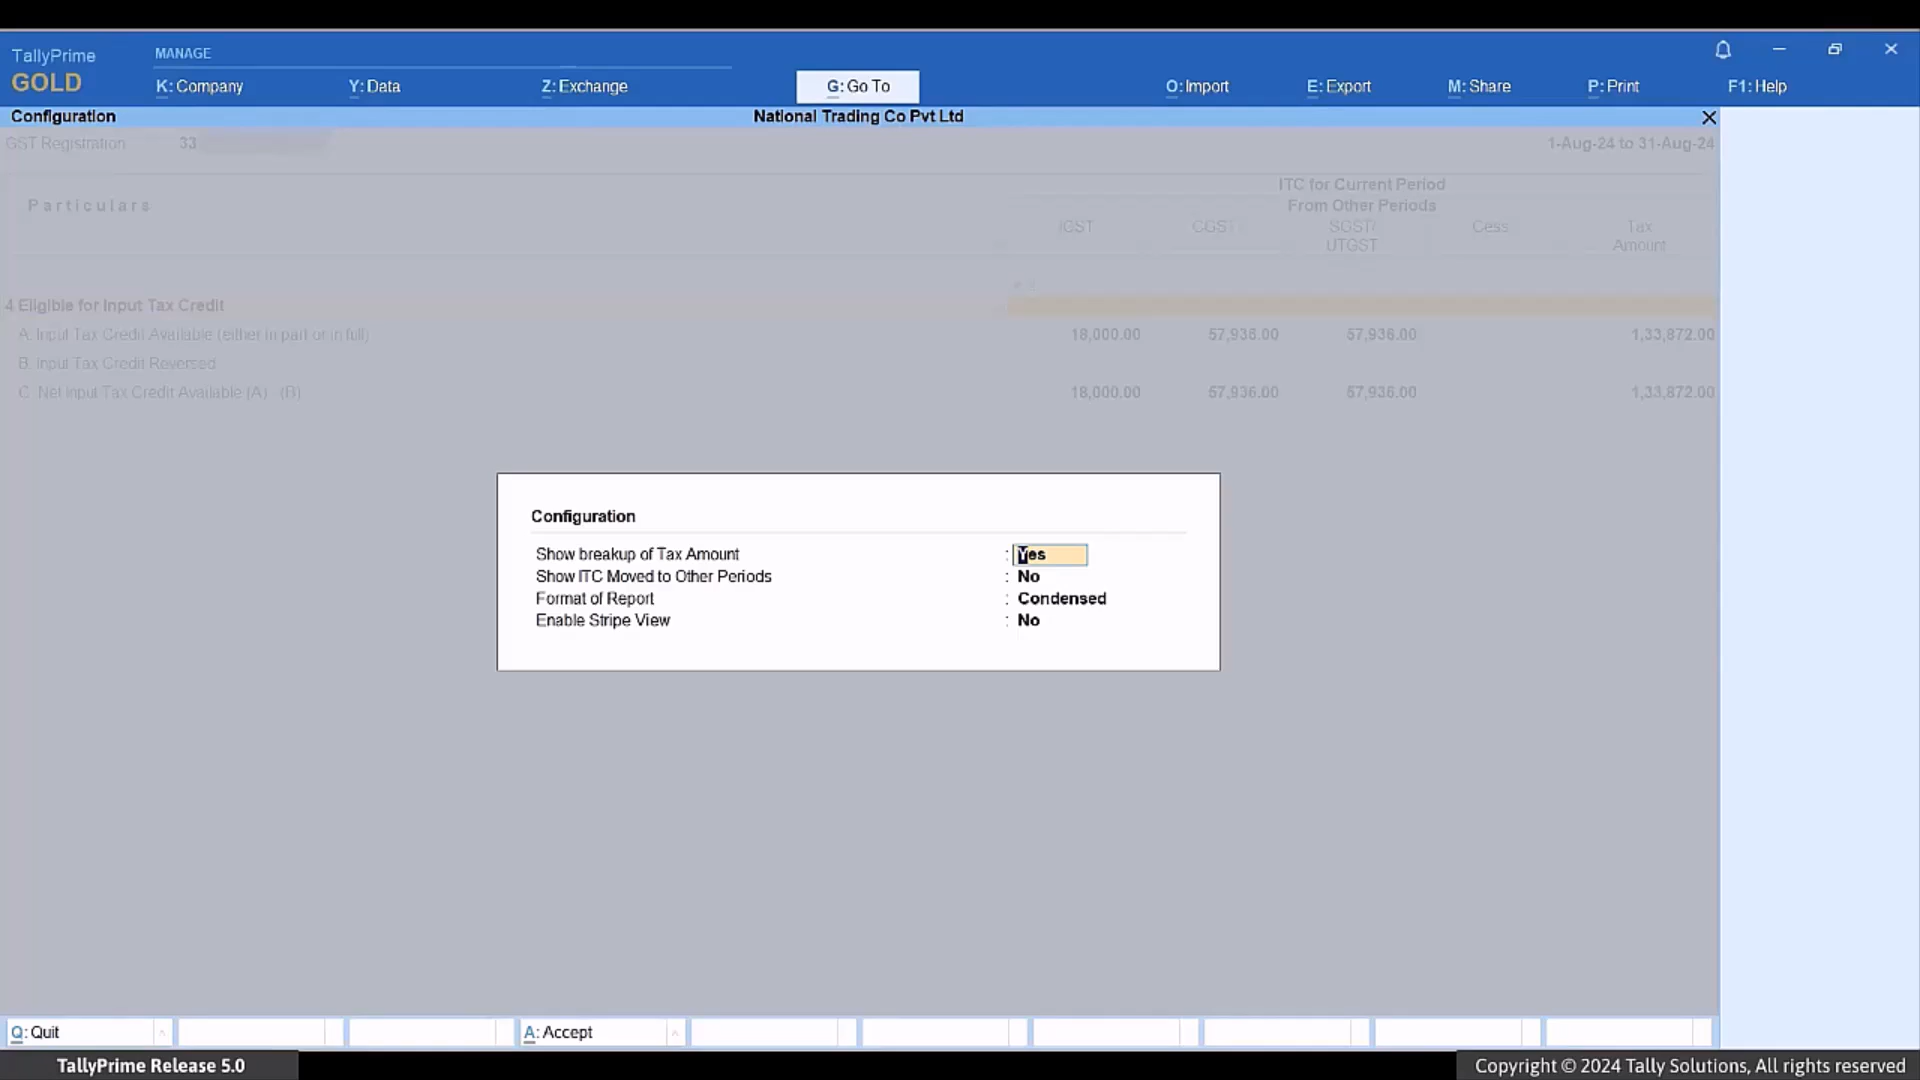 TallyPrime
GOLD
MANAGE
K: Company
Y: Data
Z: Exchange
G: Go To
O: Import
E: Export
M: Share
P: Print
F1: Help
Configuration
National Trading Co Pvt Ltd
GST Registration 33
1-Aug-24 to 31-Aug-24
Particulars
ITC for Current Period
From Other Periods
IGST CGST SGST/ Cess Tax
UTGST Amount
4 Eligible for Input Tax Credit
A. Input Tax Credit Available (either in part or in full) 18,000.00 57,936.00 57,936.00 1,33,872.00
B. Input Tax Credit Reversed
C. Net Input Tax Credit Available (A) - (B) 18,000.00 57,936.00 57,936.00 1,33,872.00
Configuration
Show breakup of Tax Amount : Yes
Show ITC Moved to Other Periods : No
Format of Report : Condensed
Enable Stripe View : No
Q: Quit
A: Accept
TallyPrime Release 5.0
Copyright © 2024 Tally Solutions, All rights reserved